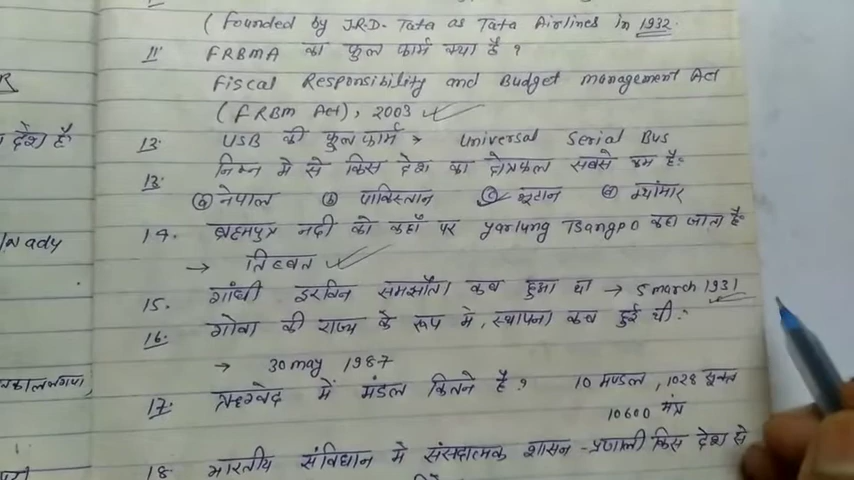 (Founded by J.R.D. Tata as Tata Airlines in 1932.
11 FRBMA का फुल फार्म क्या है ?
Fiscal Responsibility and Budget management Act
(FRBM Act), 2003
12. USB की फुल फार्म → Universal Serial Bus
देश है
13. निम्न मे से किस देश का क्षेत्रफल सबसे कम है:
(a) नेपाल (b) पाकिस्तान (c) भूटान (d) म्यांमार
14. ब्रह्मपुत्र नदी को कहाँ पर Yarlung Tsangpo कहा जाता है
wady
→ तिब्बत
15. गांधी इरविन समझौता कब हुआ था → 5 march 1931
16. गोवा की राज्य के रूप मे, स्थापना कब हुई थी:
→ 30 may 1987
17. ऋग्वेद में मंडल कितने है ? 10 मण्डल, 1028 सूक्त
10600 मंत्र
18. भारतीय संविधान मे संसदात्मक शासन - प्रणाली किस देश से